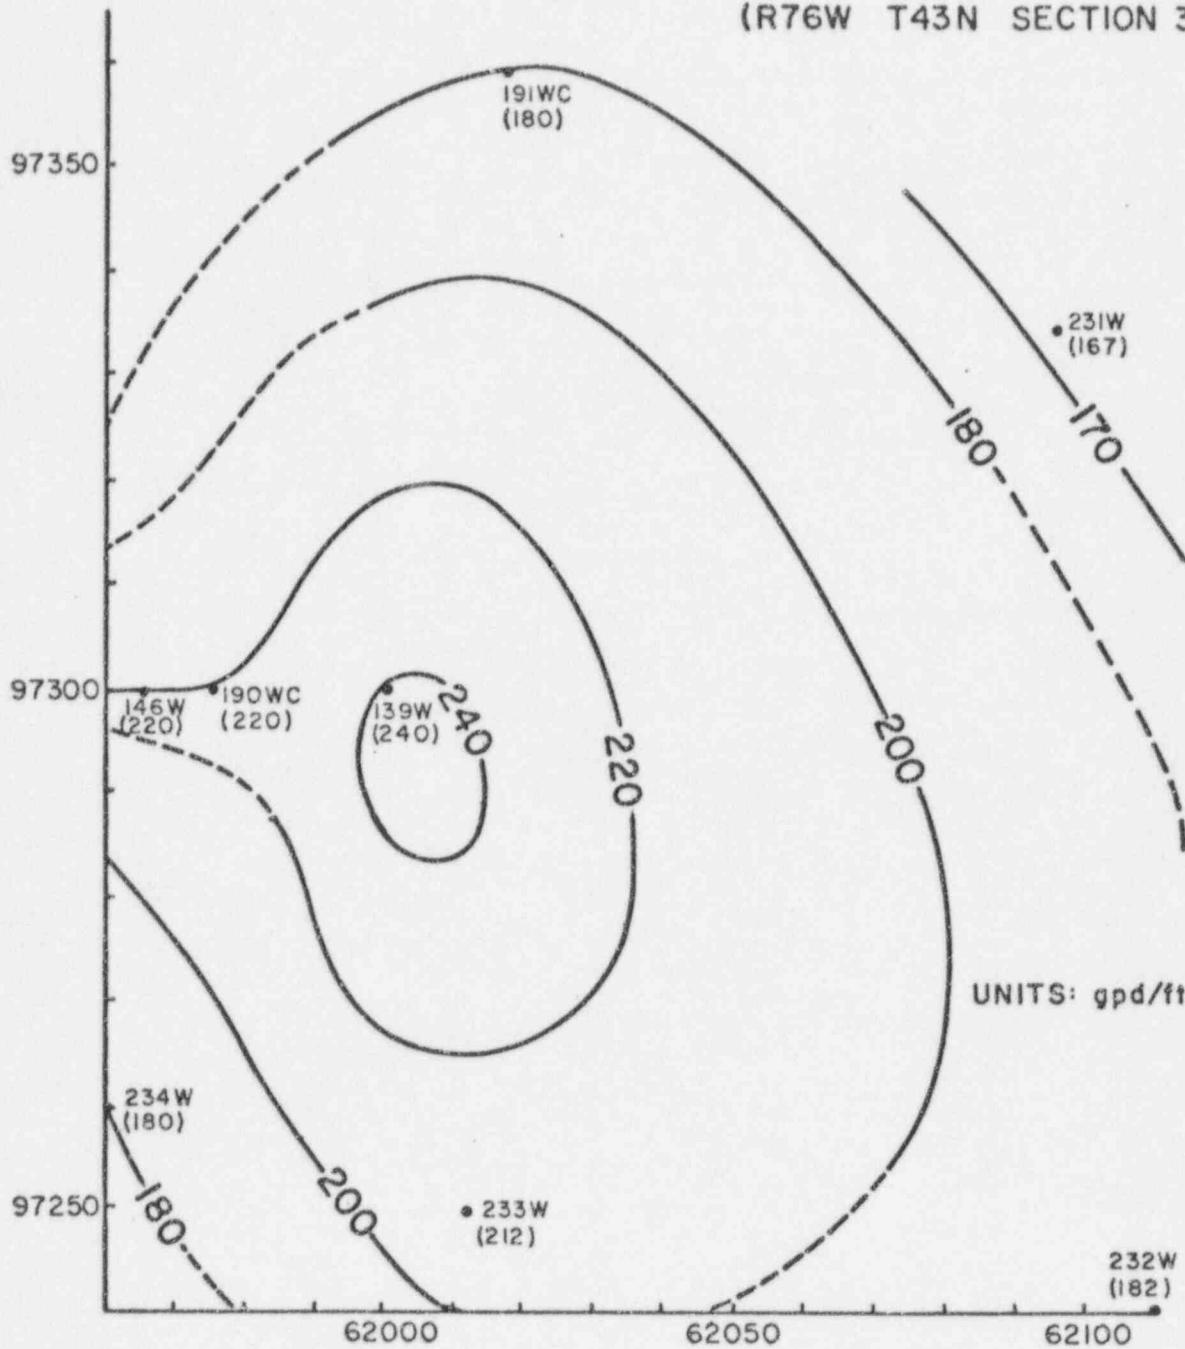 (R76W T43N SECTION 3
191WC
(180)
97350
231W
(167)
180
170
97300
146W
(220)
190WC
(220)
139W
(240)
240
220
200
UNITS: gpd/ft
234W
(180)
97250
180
200
233W
(212)
232W
(182)
62000
62050
62100